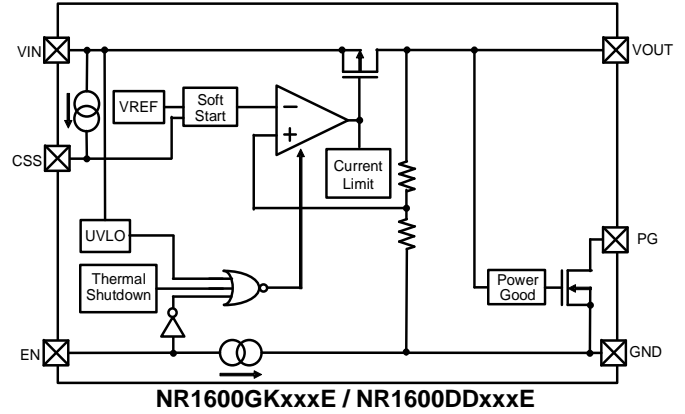 VIN
VOUT
VREF
Soft
Start
−
+
CSS
Current
Limit
UVLO
PG
Thermal
Shutdown
Power
Good
EN
GND
NR1600GKxxxE / NR1600DDxxxE